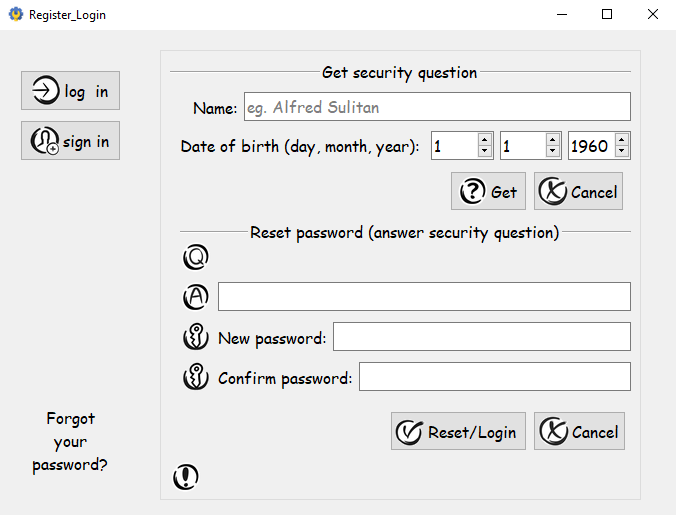 Register_Login
log in
sign in
Forgot
your
password?
Get security question
Name: eg. Alfred Sulitan
Date of birth (day, month, year): 1 1 1960
? Get Cancel
Reset password (answer security question)
Q
A
New password:
Confirm password:
Reset/Login Cancel
!